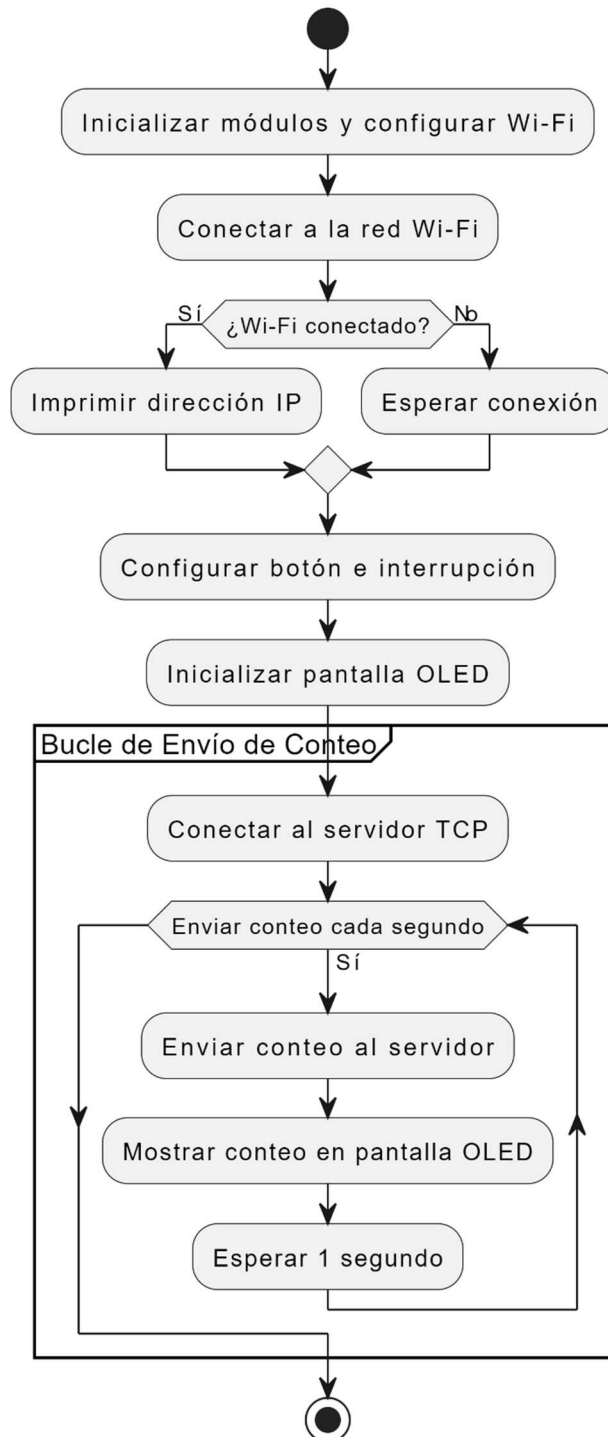 Inicializar módulos y configurar Wi-Fi
Conectar a la red Wi-Fi
Sí
¿Wi-Fi conectado?
No
Imprimir dirección IP
Esperar conexión
Configurar botón e interrupción
Inicializar pantalla OLED
Bucle de Envío de Conteo
Conectar al servidor TCP
Enviar conteo cada segundo
Sí
Enviar conteo al servidor
Mostrar conteo en pantalla OLED
Esperar 1 segundo